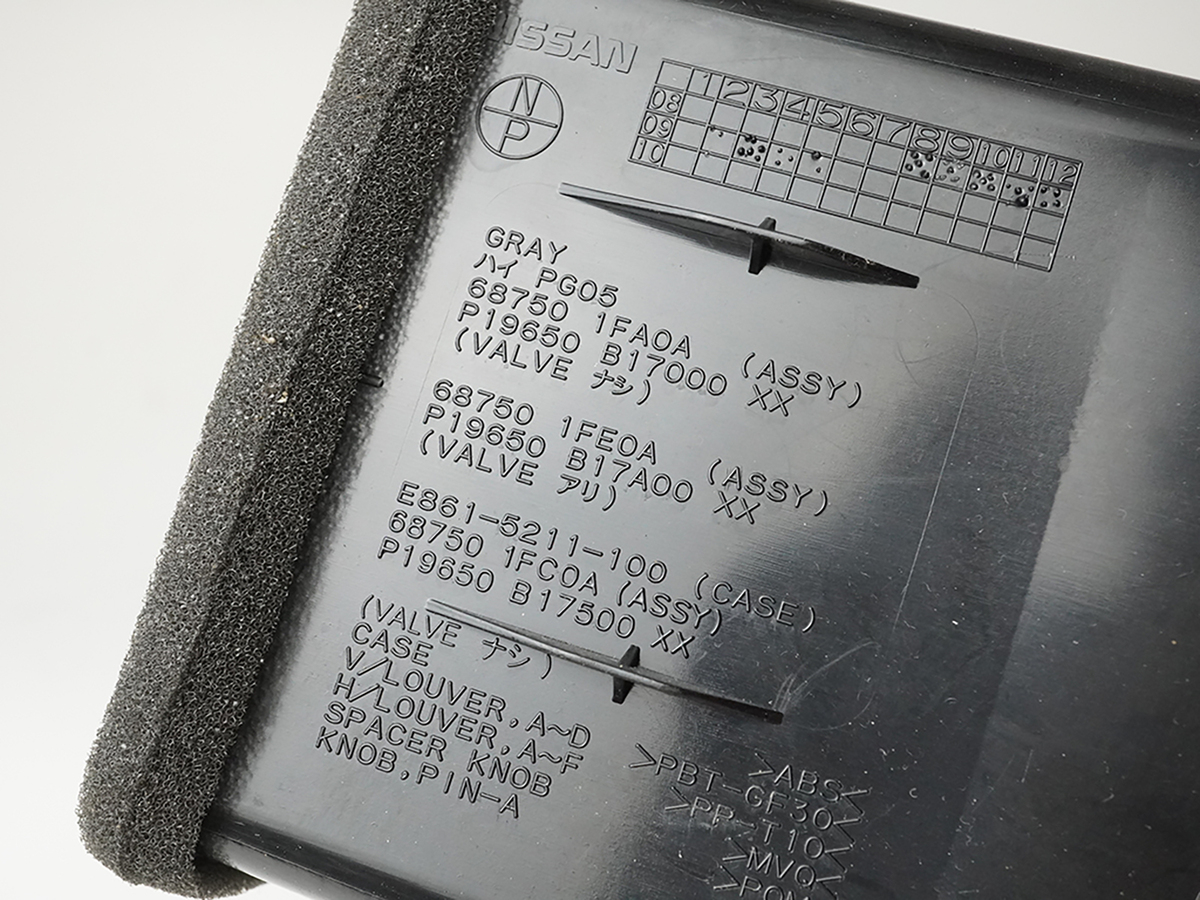 NISSAN
N
P
1 2 3 4 5 6 7 8 9 10 11 12
08
09
10
GRAY
ハイ PG05
68750 1FA0A (ASSY)
P19650 B17000 XX
(VALVE ナシ)
68750 1FE0A (ASSY)
P19650 B17A00 XX
(VALVE アリ)
E861-5211-100 (CASE)
68750 1FC0A (ASSY)
P19650 B17500 XX
(VALVE ナシ)
CASE >ABS<
V/LOUVER,A~D >PBT-GF30<
H/LOUVER,A~F >PP-T10<
SPACER KNOB >MVQ<
KNOB,PIN-A >POM